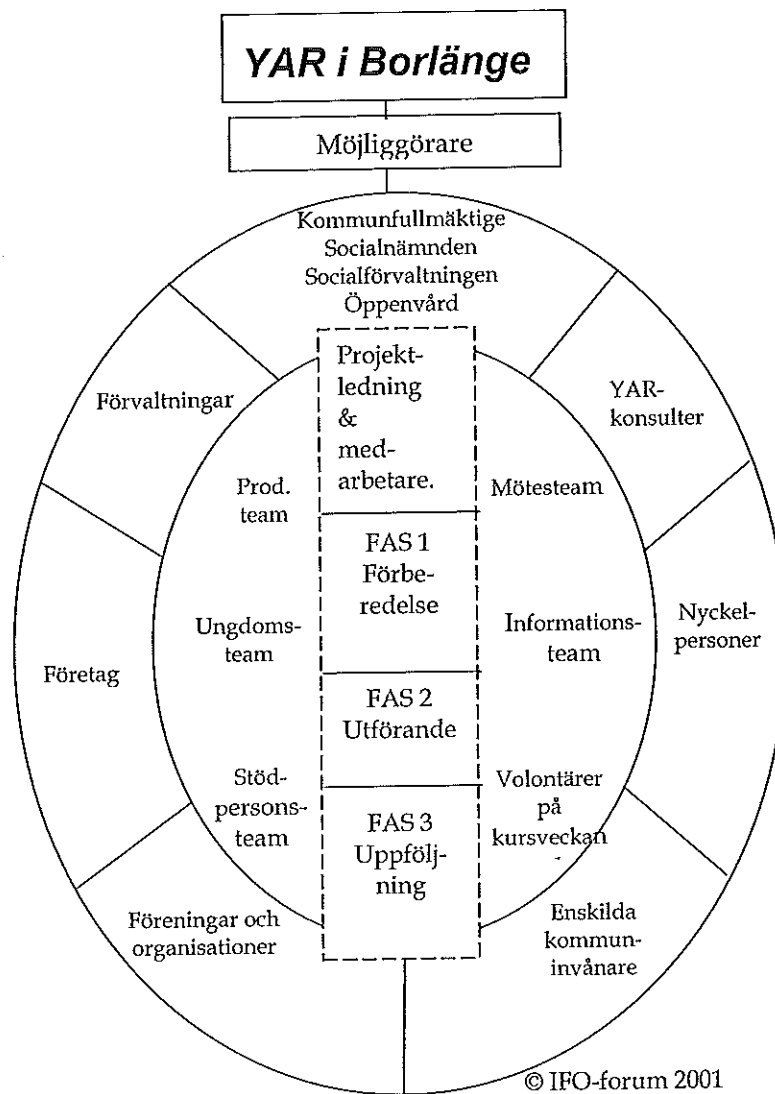 YAR i Borlänge
Möjliggörare
Kommunfullmäktige
Socialnämnden
Socialförvaltningen
Öppenvård
Förvaltningar
YAR-
konsulter
Företag
Nyckel-
personer
Föreningar och
organisationer
Enskilda
kommun-
invånare
Projekt-
ledning
&
med-
arbetare.
Prod.
team
Mötesteam
FAS 1
Förbe-
redelse
Ungdoms-
team
Informations-
team
FAS 2
Utförande
Stöd-
persons-
team
Volontärer
på
kursveckan
FAS 3
Uppfölj-
ning
© IFO-forum 2001